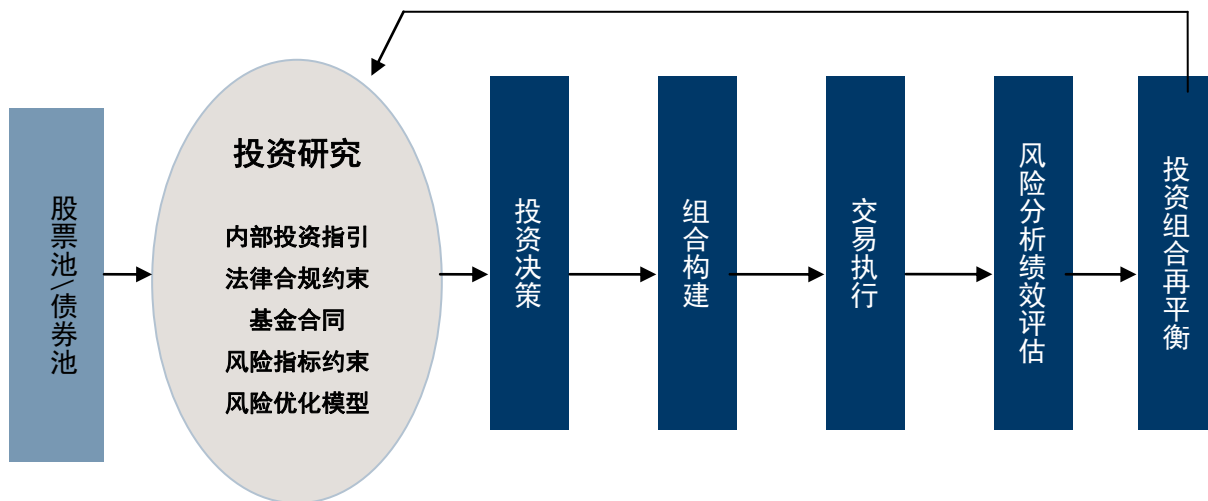 股票池\债券池
投资研究
内部投资指引
法律合规约束
基金合同
风险指标约束
风险优化模型
投资决策
组合构建
交易执行
风险分析绩效评估
投资组合再平衡